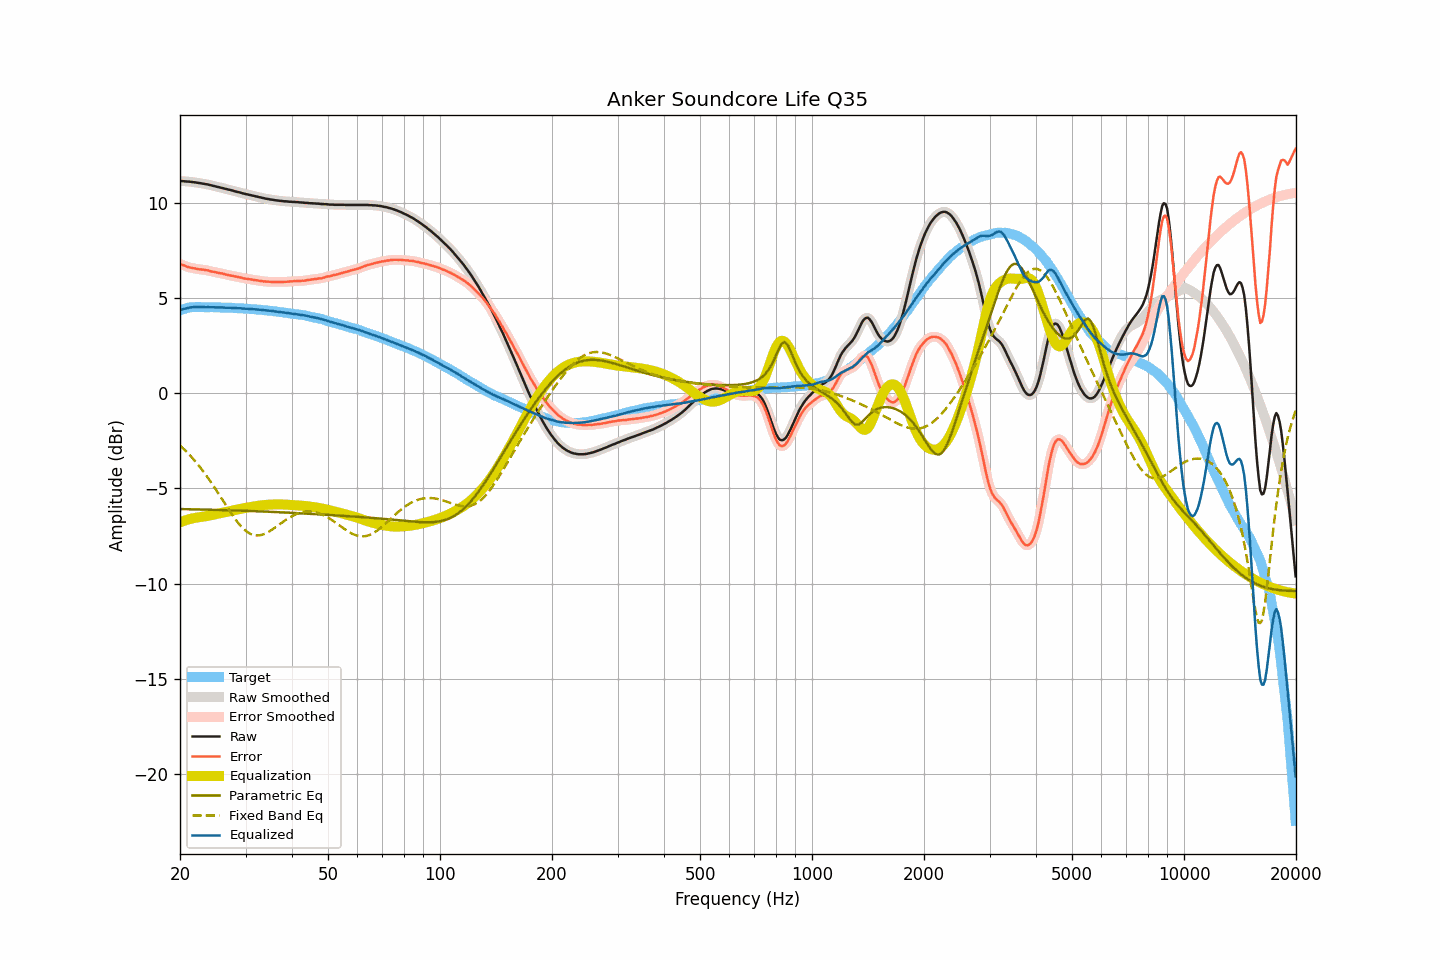 Anker Soundcore Life Q35
Amplitude (dBr)
10
5
0
−5
−10
−15
−20
Target
Raw Smoothed
Error Smoothed
Raw
Error
Equalization
Parametric Eq
Fixed Band Eq
Equalized
20 50 100 200 500 1000 2000 5000 10000 20000
Frequency (Hz)